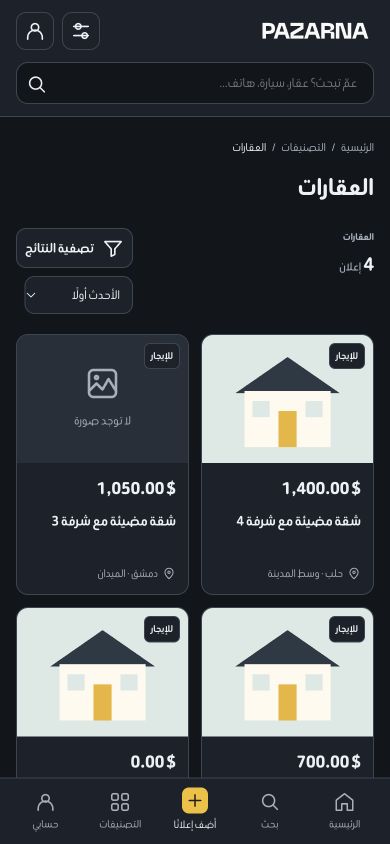 PAZARNA
عمّ تبحث؟ عقار، سيارة، هاتف...
الرئيسية / التصنيفات / العقارات
العقارات
العقارات
4 إعلان
تصفية النتائج
الأحدث أولًا
للإيجار
1,400.00 $
شقة مضيئة مع شرفة 4
حلب · وسط المدينة
للإيجار
لا توجد صورة
1,050.00 $
شقة مضيئة مع شرفة 3
دمشق · الميدان
للإيجار
700.00 $
للإيجار
0.00 $
الرئيسية
بحث
أضف إعلانًا
التصنيفات
حسابي